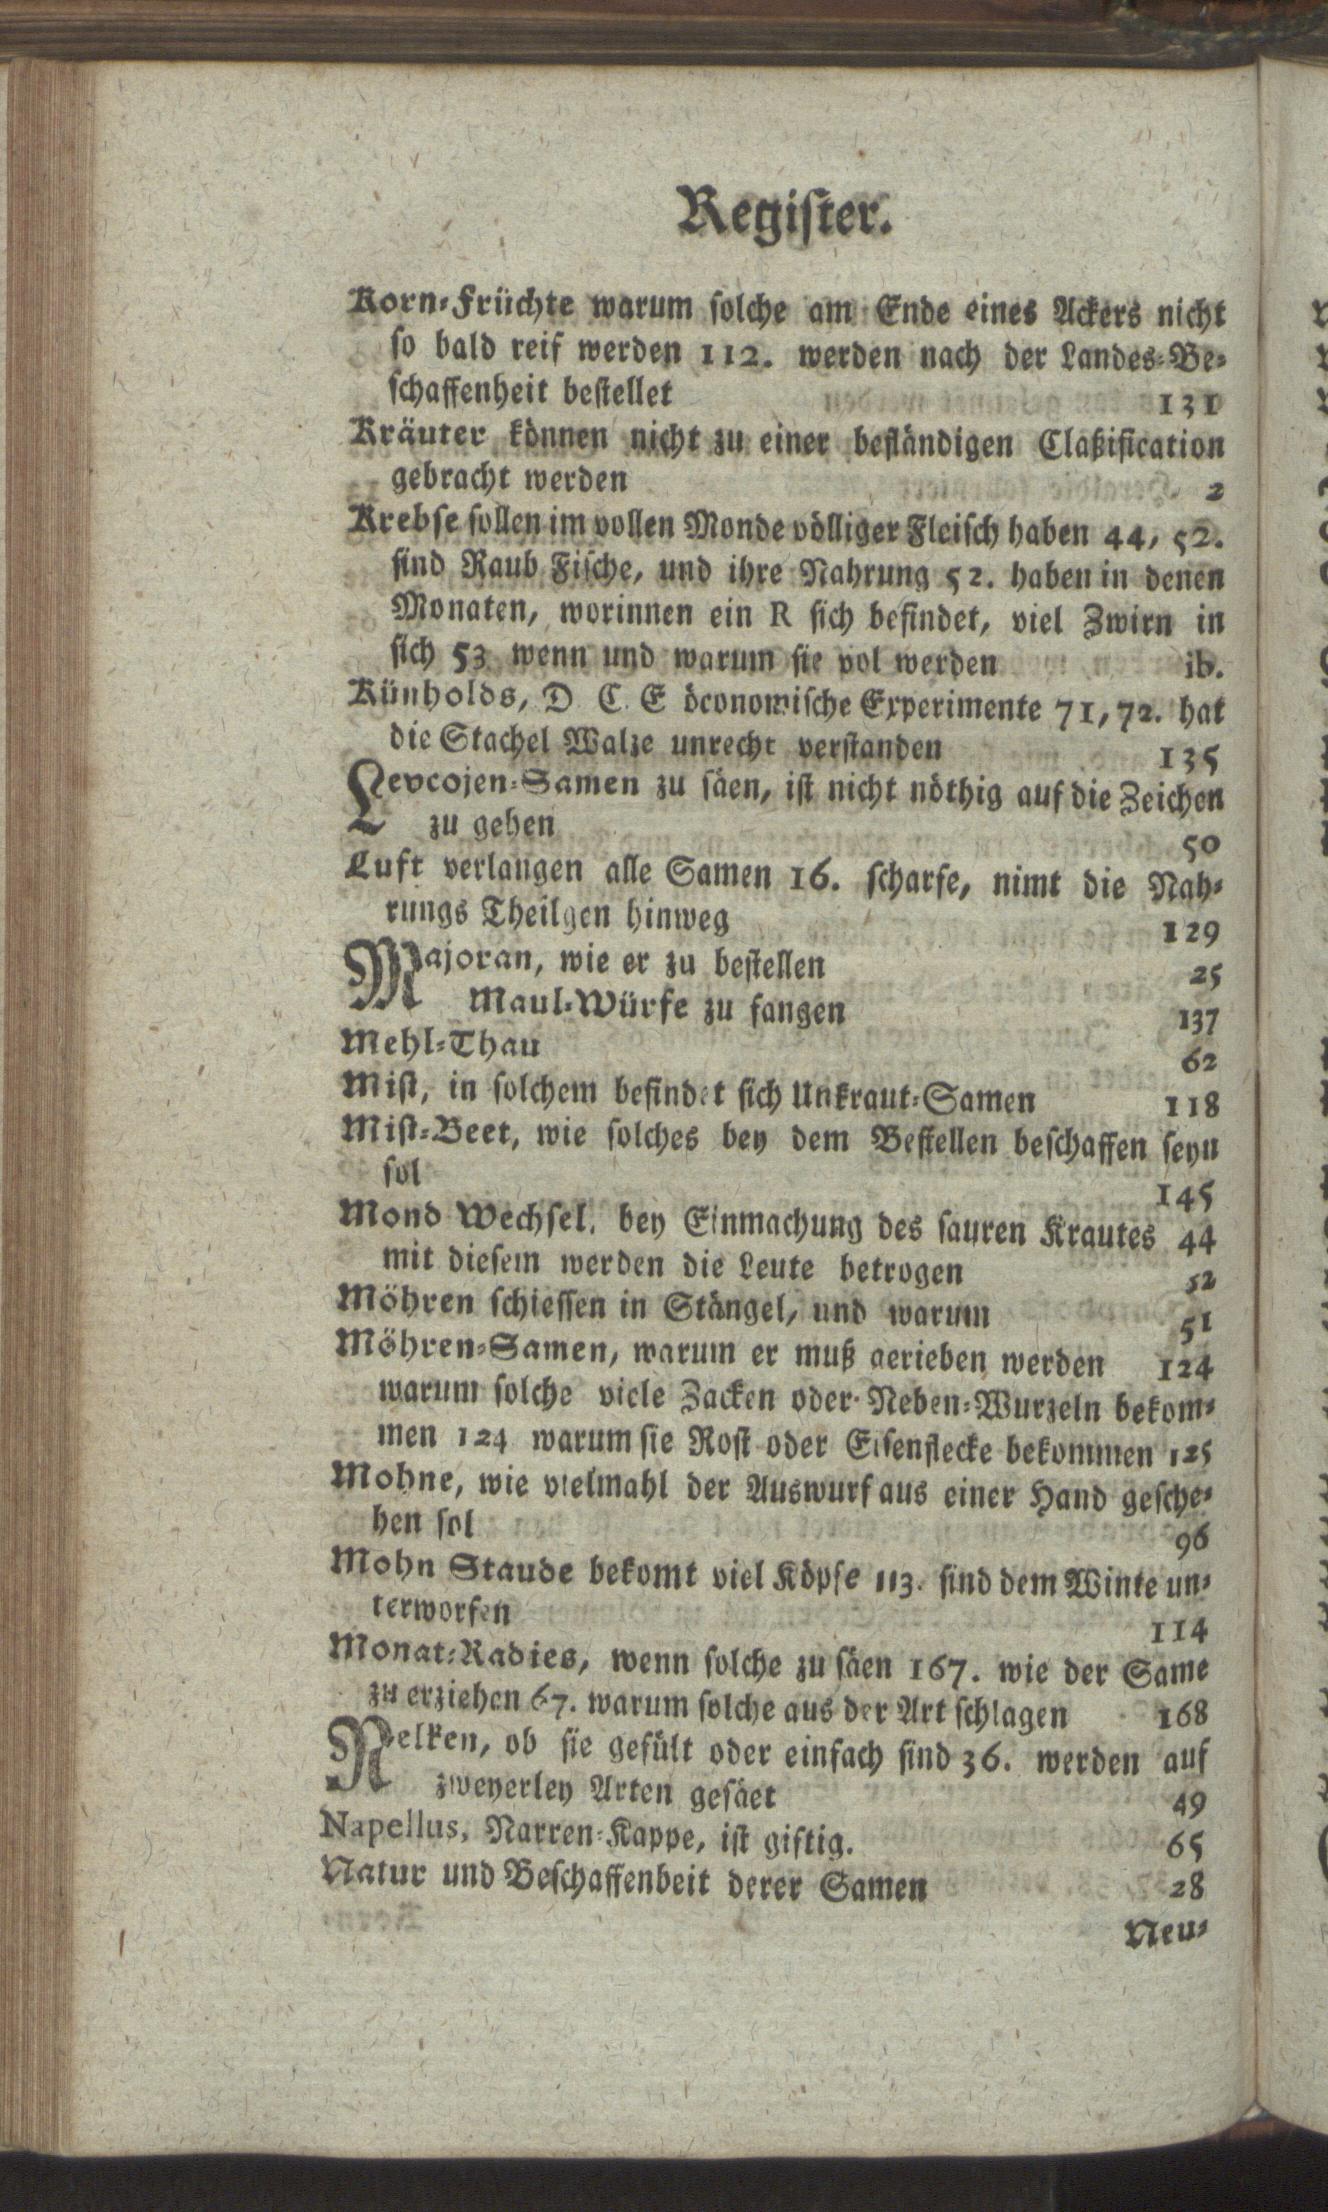 Register.
Korn-Früchte warum solche am Ende eines Ackers nicht
so bald reif werden 112. werden nach der Landes-Be-
schaffenheit bestellet 131
Kräuter können nicht zu einer beständigen Claßification
gebracht werden 2
Krebse sollen im vollen Monde völliger Fleisch haben 44, 52.
sind Raub Fische, und ihre Nahrung 52. haben in denen
Monaten, worinnen ein R sich befindet, viel Zwirn in
sich 53 wenn und warum sie vol werden ib.
Künholds, D C. E öconomische Experimente 71, 72. hat
die Stachel Walze unrecht verstanden 135
Levcojen-Samen zu säen, ist nicht nöthig auf die Zeichen
zu gehen 50
Luft verlangen alle Samen 16. scharfe, nimt die Nah-
rungs Theilgen hinweg 129
Majoran, wie er zu bestellen 25
Maul-Würfe zu fangen 137
Mehl-Thau 62
Mist, in solchem befindet sich Unkraut-Samen 118
Mist-Beet, wie solches bey dem Bestellen beschaffen seyn
sol 145
Mond Wechsel, bey Einmachung des sauren Krautes 44
mit diesem werden die Leute betrogen 52
Möhren schiessen in Stängel, und warum 51
Möhren-Samen, warum er muß gerieben werden 124
warum solche viele Zacken oder Neben-Wurzeln bekom-
men 124 warum sie Rost oder Eisenflecke bekommen 125
Mohne, wie vielmahl der Auswurf aus einer Hand gesche-
hen sol 96
Mohn Staude bekomt viel Köpfe 113. sind dem Winte un-
terworfen 114
Monat-Radies, wenn solche zu säen 167. wie der Same
zu erziehen 67. warum solche aus der Art schlagen 168
Nelken, ob sie gefült oder einfach sind 36. werden auf
zweyerley Arten gesäet 49
Napellus, Narren-Kappe, ist giftig. 65
Natur und Beschaffenheit derer Samen 28
Neu-